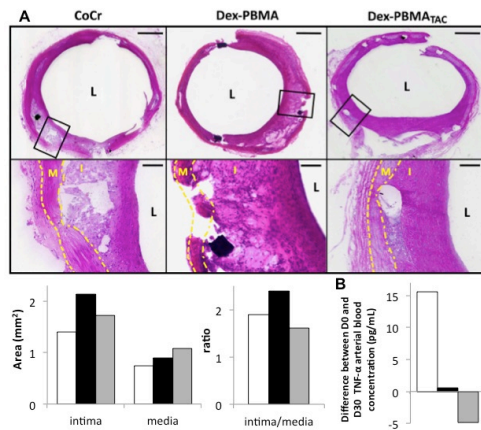 A CoCr Dex-PBMA Dex-PBMATAC
L L L
M I M I M I
L L L
Area (mm²)
2
1
0
intima media
ratio
2
1
0
intima/media
B
Difference between D0 and
D30 TNF-α arterial blood
concentration (pg/mL)
15
10
5
0
-5